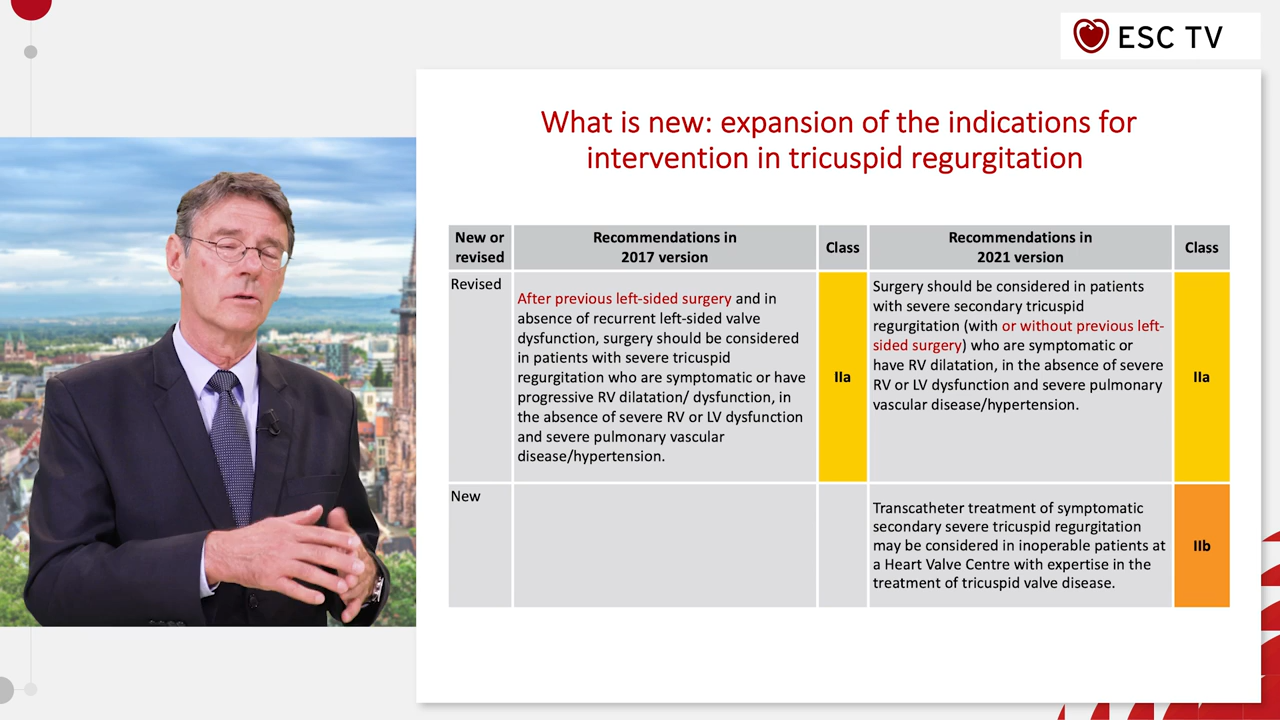 ESC TV
What is new: expansion of the indications for
intervention in tricuspid regurgitation
New or
revised
Recommendations in
2017 version
Class
Recommendations in
2021 version
Class
Revised
After previous left-sided surgery and in
absence of recurrent left-sided valve
dysfunction, surgery should be considered
in patients with severe tricuspid
regurgitation who are symptomatic or have
progressive RV dilatation/ dysfunction, in
the absence of severe RV or LV dysfunction
and severe pulmonary vascular
disease/hypertension.
IIa
Surgery should be considered in patients
with severe secondary tricuspid
regurgitation (with or without previous left-
sided surgery) who are symptomatic or
have RV dilatation, in the absence of severe
RV or LV dysfunction and severe pulmonary
vascular disease/hypertension.
IIa
New
Transcatheter treatment of symptomatic
secondary severe tricuspid regurgitation
may be considered in inoperable patients at
a Heart Valve Centre with expertise in the
treatment of tricuspid valve disease.
IIb